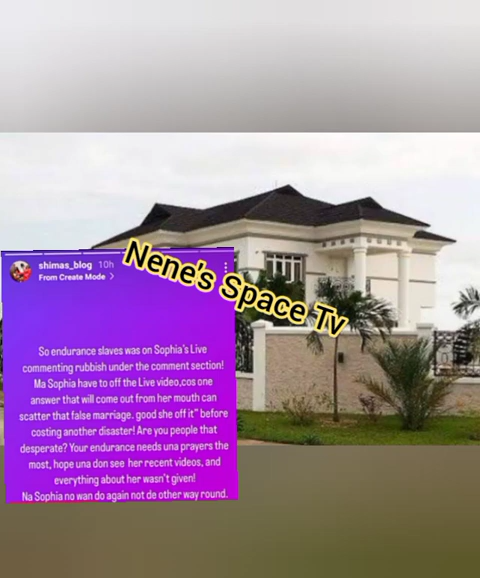 Nene's Space Tv
shimas_blog 10h
From Create Mode >
So endurance slaves was on Sophia's Live
commenting rubbish under the comment section!
Ma Sophia have to off the Live video,cos one
answer that will come out from her mouth can
scatter that false marriage. good she off it" before
costing another disaster! Are you people that
desperate? Your endurance needs una prayers the
most, hope una don see her recent videos, and
everything about her wasn't given!
Na Sophia no wan do again not de other way round.